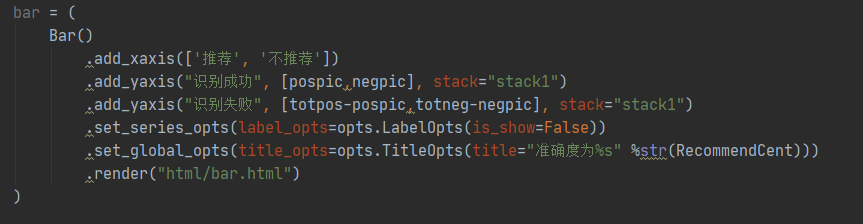 bar = (
    Bar()
        .add_xaxis(['推荐', '不推荐'])
        .add_yaxis("识别成功", [pospic,negpic], stack="stack1")
        .add_yaxis("识别失败", [totpos-pospic,totneg-negpic], stack="stack1")
        .set_series_opts(label_opts=opts.LabelOpts(is_show=False))
        .set_global_opts(title_opts=opts.TitleOpts(title="准确度为%s" %str(RecommendCent)))
        .render("html/bar.html")
)